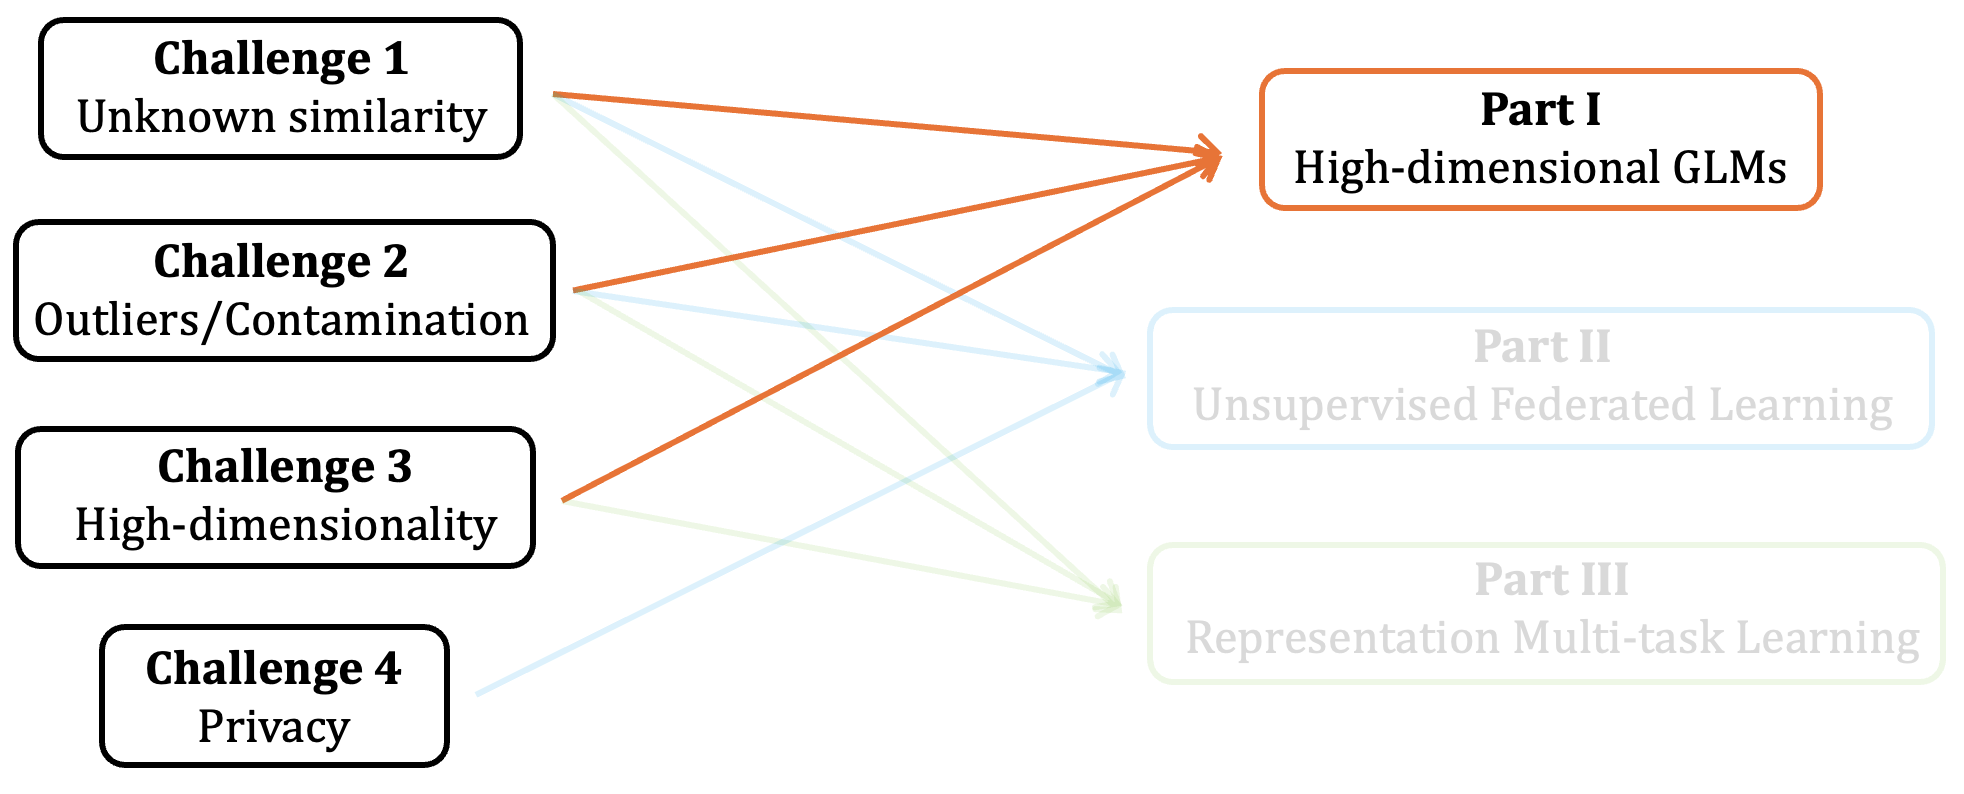 Challenge 1
Unknown similarity
Challenge 2
Outliers/Contamination
Challenge 3
High-dimensionality
Challenge 4
Privacy
Part I
High-dimensional GLMs
Part II
Unsupervised Federated Learning
Part III
Representation Multi-task Learning